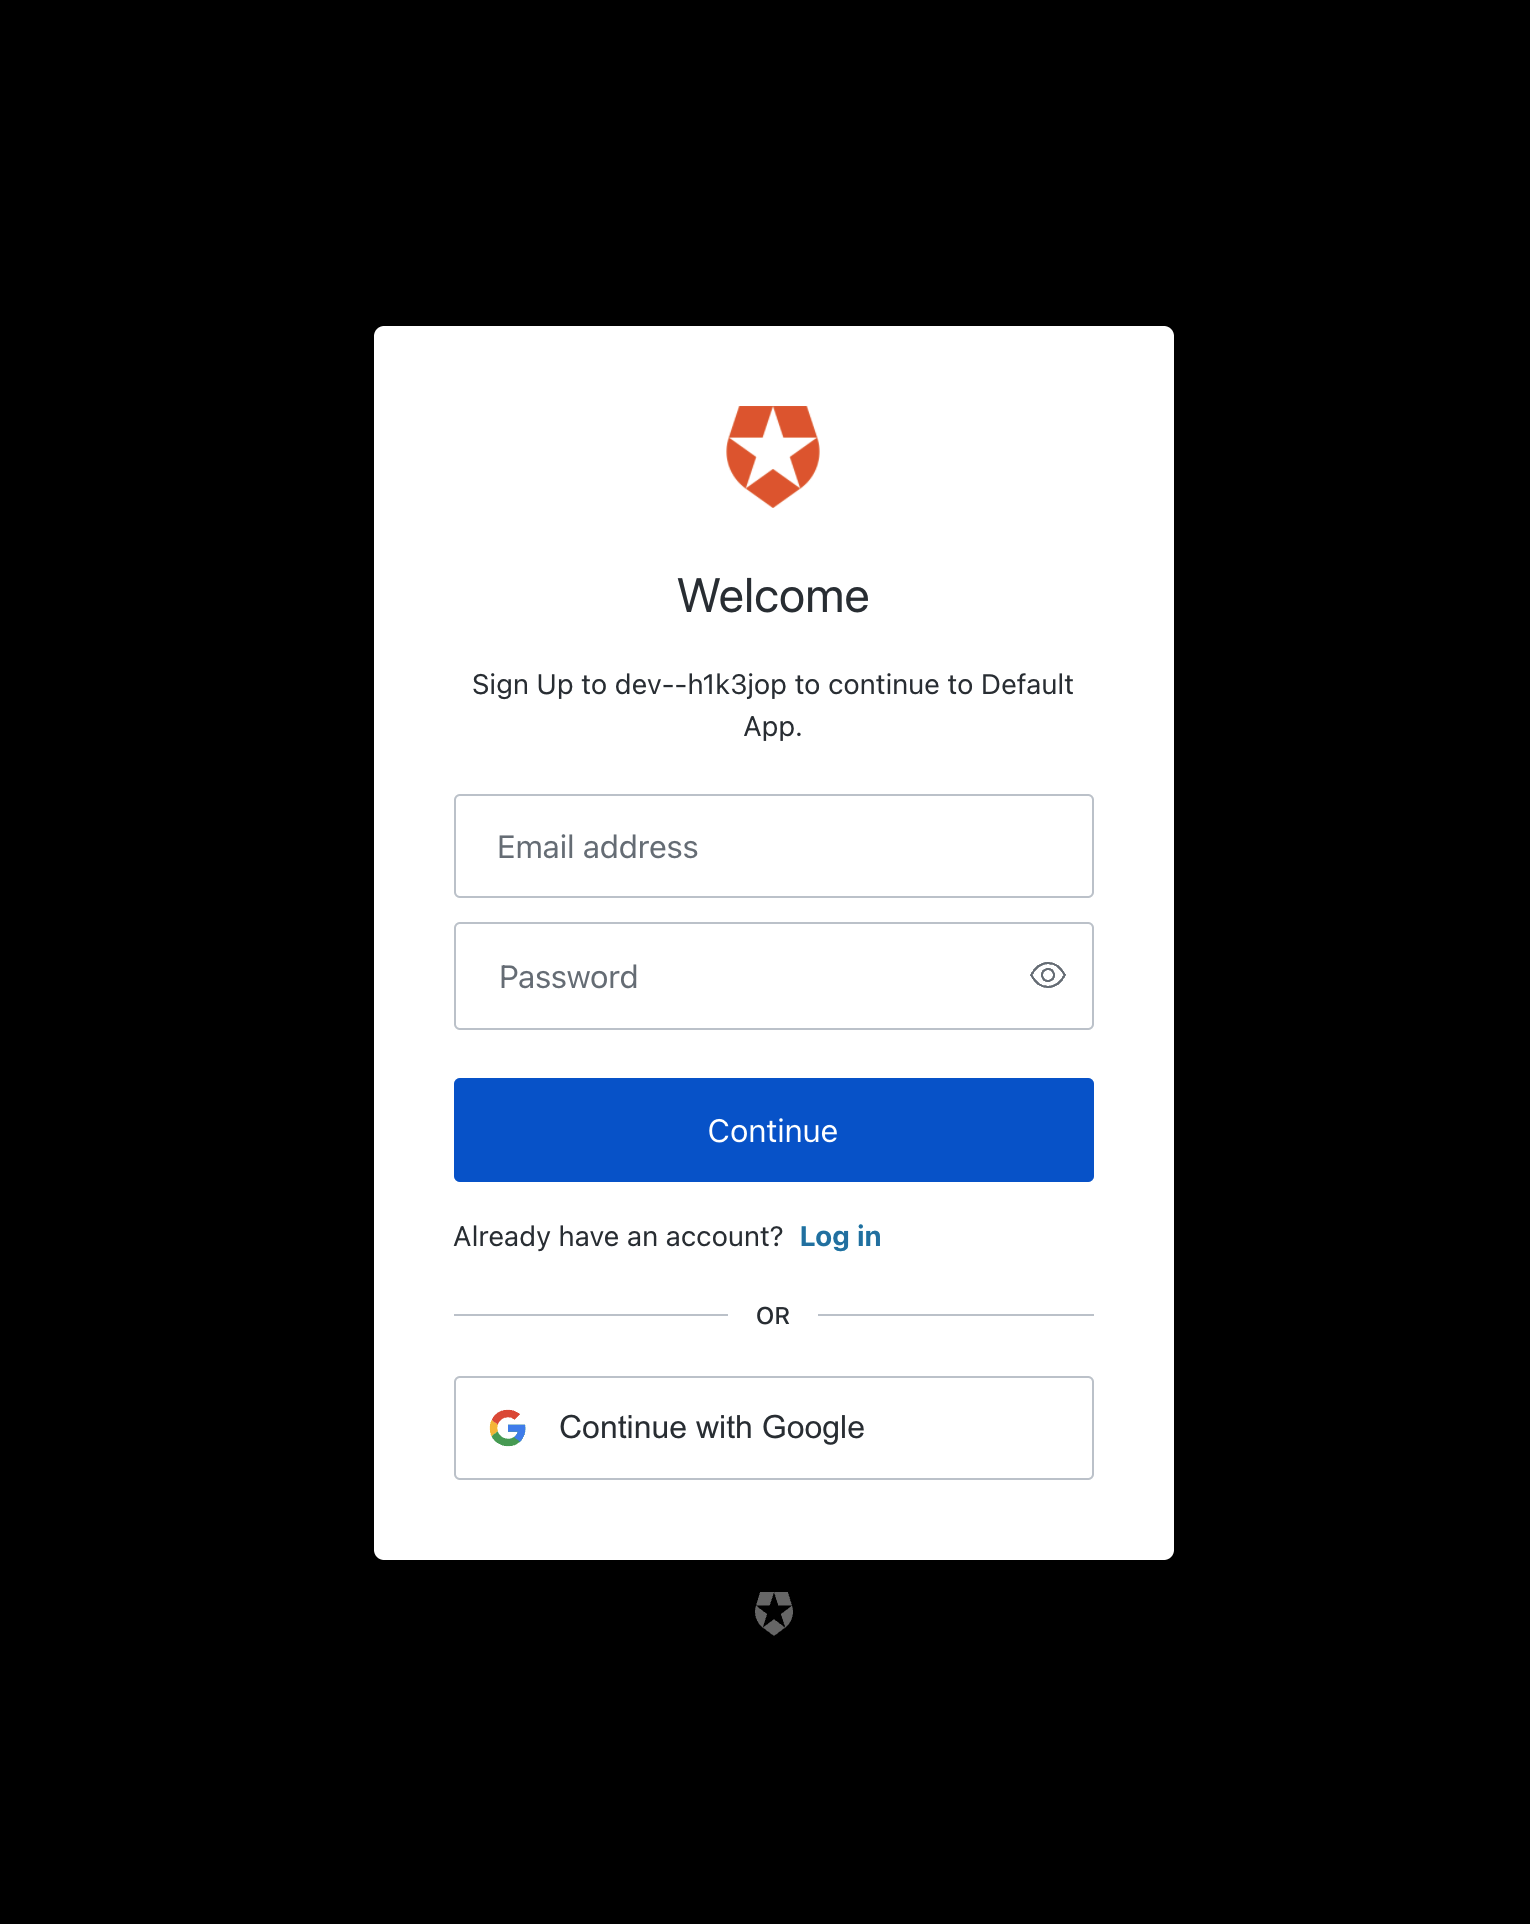 Welcome
Sign Up to dev--h1k3jop to continue to Default
App.
Email address
Password
Continue
Already have an account? Log in
OR
Continue with Google